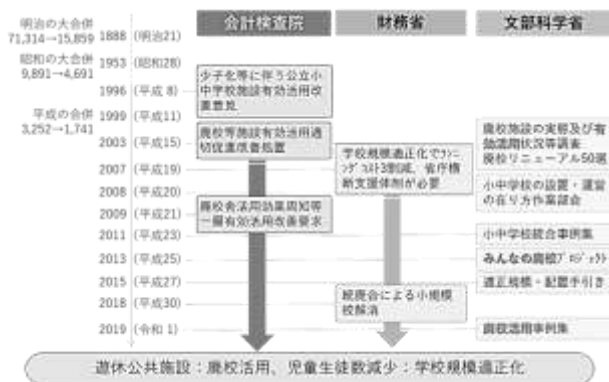 会計検査院
財務省
文部科学省
明治の大合併
71,314→15,859
1888 (明治21)
昭和の大合併
9,891→4,691
1953 (昭和28)
1996 (平成 8)
少子化等に伴う公立小
中学校施設有効活用改
善意見
平成の合併
3,252→1,741
1999 (平成11)
2003 (平成15)
廃校等施設有効活用適
切促進改善処置
廃校施設の実態及び有
効活用状況等調査
廃校リニューアル50選
2007 (平成19)
学校規模適正化でランニ
ングコスト3割減、省庁横
断支援体制が必要
2008 (平成20)
小中学校の設置・運営
の在り方作業部会
2009 (平成21)
廃校舎活用効果周知等
一層有効活用改善要求
2011 (平成23)
小中学校統合事例集
2013 (平成25)
みんなの廃校プロジェクト
2015 (平成27)
適正規模・配置手引き
2018 (平成30)
統廃合による小規模
校解消
2019 (令和 1)
廃校活用事例集
遊休公共施設：廃校活用、児童生徒数減少：学校規模適正化